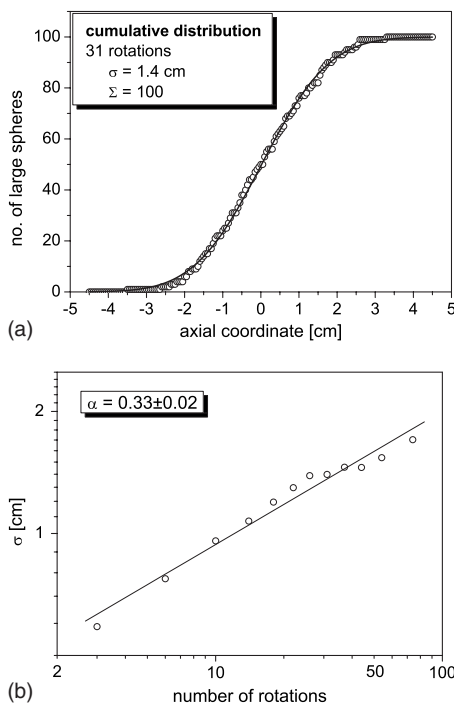 100
80
60
40
20
0
no. of large spheres
cumulative distribution
31 rotations
σ = 1.4 cm
Σ = 100
-5 -4 -3 -2 -1 0 1 2 3 4 5
axial coordinate [cm]
(a)
α = 0.33±0.02
2
1
σ [cm]
2 10 50 100
number of rotations
(b)